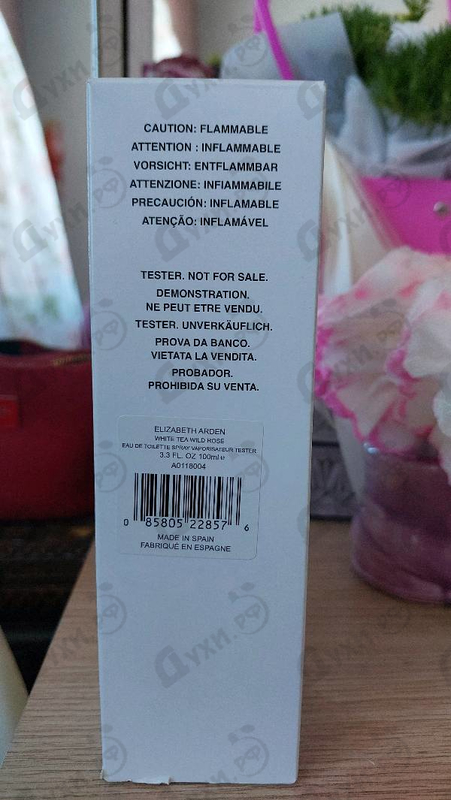 CAUTION: FLAMMABLE
ATTENTION : INFLAMMABLE
VORSICHT: ENTFLAMMBAR
ATTENZIONE: INFIAMMABILE
PRECAUCIÓN: INFLAMABLE
ATENÇÃO: INFLAMÁVEL
TESTER. NOT FOR SALE.
DEMONSTRATION.
NE PEUT ETRE VENDU.
TESTER. UNVERKÄUFLICH.
PROVA DA BANCO.
VIETATA LA VENDITA.
PROBADOR.
PROHIBIDA SU VENTA.
ELIZABETH ARDEN
WHITE TEA WILD ROSE
EAU DE TOILETTE SPRAY VAPORISATEUR TESTER
3.3 FL. OZ 100ml e
A0118004
0 85805 22857 6
MADE IN SPAIN
FABRIQUÉ EN ESPAGNE
Духи.рф